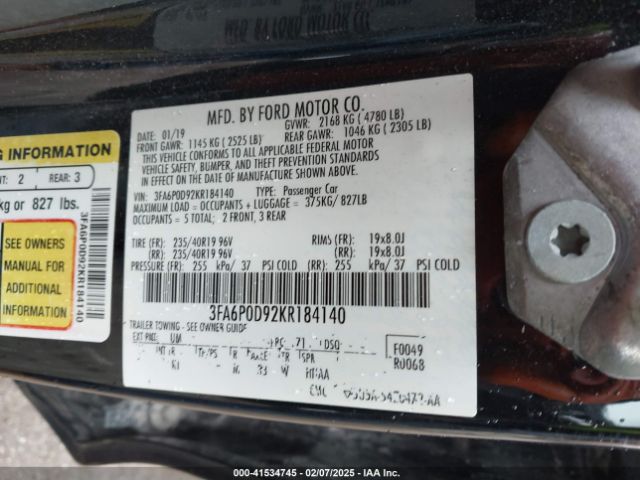 MFD. BY FORD MOTOR CO.
DATE: 01/19 GVWR: 2168 KG ( 4780 LB)
FRONT GAWR: 1145 KG ( 2525 LB) REAR GAWR: 1046 KG ( 2305 LB)
THIS VEHICLE CONFORMS TO ALL APPLICABLE FEDERAL MOTOR
VEHICLE SAFETY, BUMPER, AND THEFT PREVENTION STANDARDS
IN EFFECT ON THE DATE OF MANUFACTURE SHOWN ABOVE.
VIN: 3FA6P0D92KR184140 TYPE: Passenger Car
MAXIMUM LOAD = OCCUPANTS + LUGGAGE = 375KG/ 827LB
OCCUPANTS = 5 TOTAL; 2 FRONT, 3 REAR
TIRE (FR): 235/40R19 96V RIMS (FR): 19x8.0J
(RR): 235/40R19 96V (RR): 19x8.0J
PRESSURE (FR): 255 kPa/ 37 PSI COLD (RR): 255 kPa/ 37 PSI COLD
3FA6P0D92KR184140
TRAILER TOWING - SEE OWNER GUIDE
EXT PNT: UM 71 DSO
F0049
R0068
INFORMATION
2 REAR: 3
kg or 827 lbs.
SEE OWNERS
MANUAL FOR
ADDITIONAL
INFORMATION
3FA6P0D92KR184140
000-41534745 - 02/07/2025 - IAA, Inc.